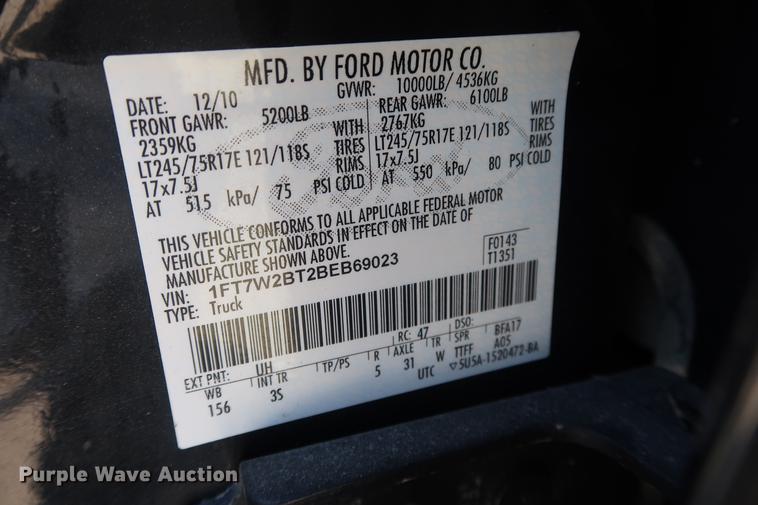 MFD. BY FORD MOTOR CO.
DATE: 12/10 GVWR: 10000LB/ 4536KG
FRONT GAWR: 5200LB REAR GAWR: 6100LB
2359KG WITH 2767KG WITH
LT245/75R17E 121/118S TIRES LT245/75R17E 121/118S TIRES
17x7.5J RIMS 17x7.5J RIMS
AT 515 kPa/ 75 PSI COLD AT 550 kPa/ 80 PSI COLD
THIS VEHICLE CONFORMS TO ALL APPLICABLE FEDERAL MOTOR
VEHICLE SAFETY STANDARDS IN EFFECT ON THE DATE OF
MANUFACTURE SHOWN ABOVE.
VIN: 1FT7W2BT2BEB69023 F0143
TYPE: Truck T1351
EXT PNT: UH RC: 47 DSO:
WB INT TR TP/PS R AXLE TR SPR BFA17
156 3S 5 31 W TTFF A05
UTC ▽5U5A-1520472-BA
Purple Wave Auction